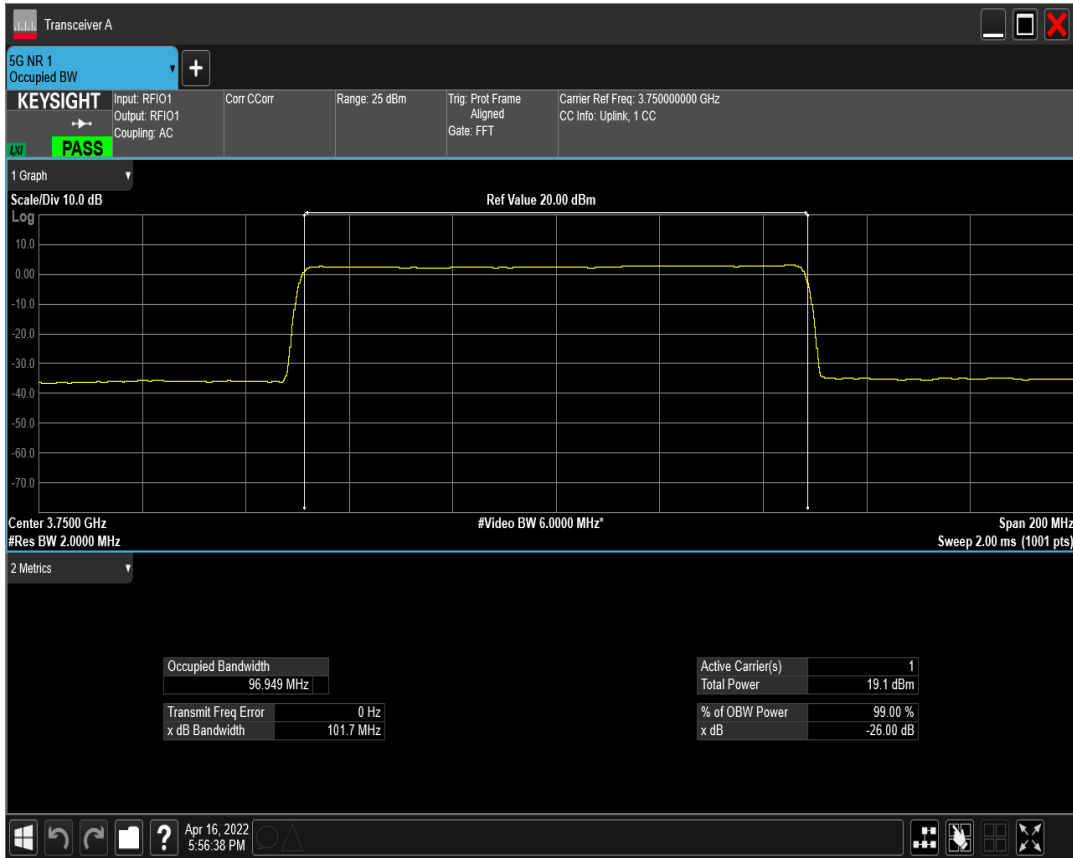 Transceiver A
5G NR 1
Occupied BW
KEYSIGHT
LXI
PASS
Input: RFIO1
Output: RFIO1
Coupling: AC
Corr CCorr
Range: 25 dBm
Trig: Prot Frame
Aligned
Gate: FFT
Carrier Ref Freq: 3.750000000 GHz
CC Info: Uplink, 1 CC
1 Graph
Scale/Div 10.0 dB
Ref Value 20.00 dBm
Log
10.0
0.00
-10.0
-20.0
-30.0
-40.0
-50.0
-60.0
-70.0
Center 3.7500 GHz
#Video BW 6.0000 MHz*
Span 200 MHz
#Res BW 2.0000 MHz
Sweep 2.00 ms (1001 pts)
2 Metrics
Occupied Bandwidth
96.949 MHz
Transmit Freq Error 0 Hz
x dB Bandwidth 101.7 MHz
Active Carrier(s) 1
Total Power 19.1 dBm
% of OBW Power 99.00 %
x dB -26.00 dB
?
Apr 16, 2022
5:56:38 PM